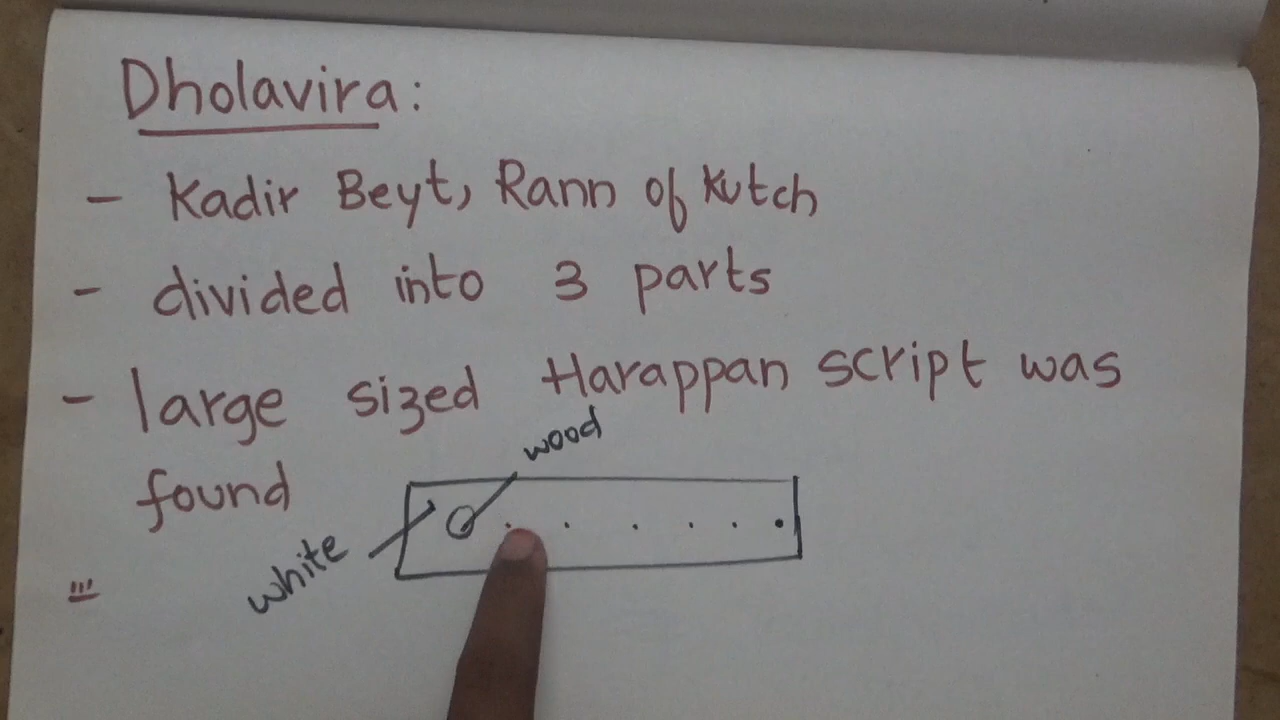 Dholavira:
- Kadir Beyt, Rann of Kutch
- divided into 3 parts
- large sized Harappan script was
found
wood
white